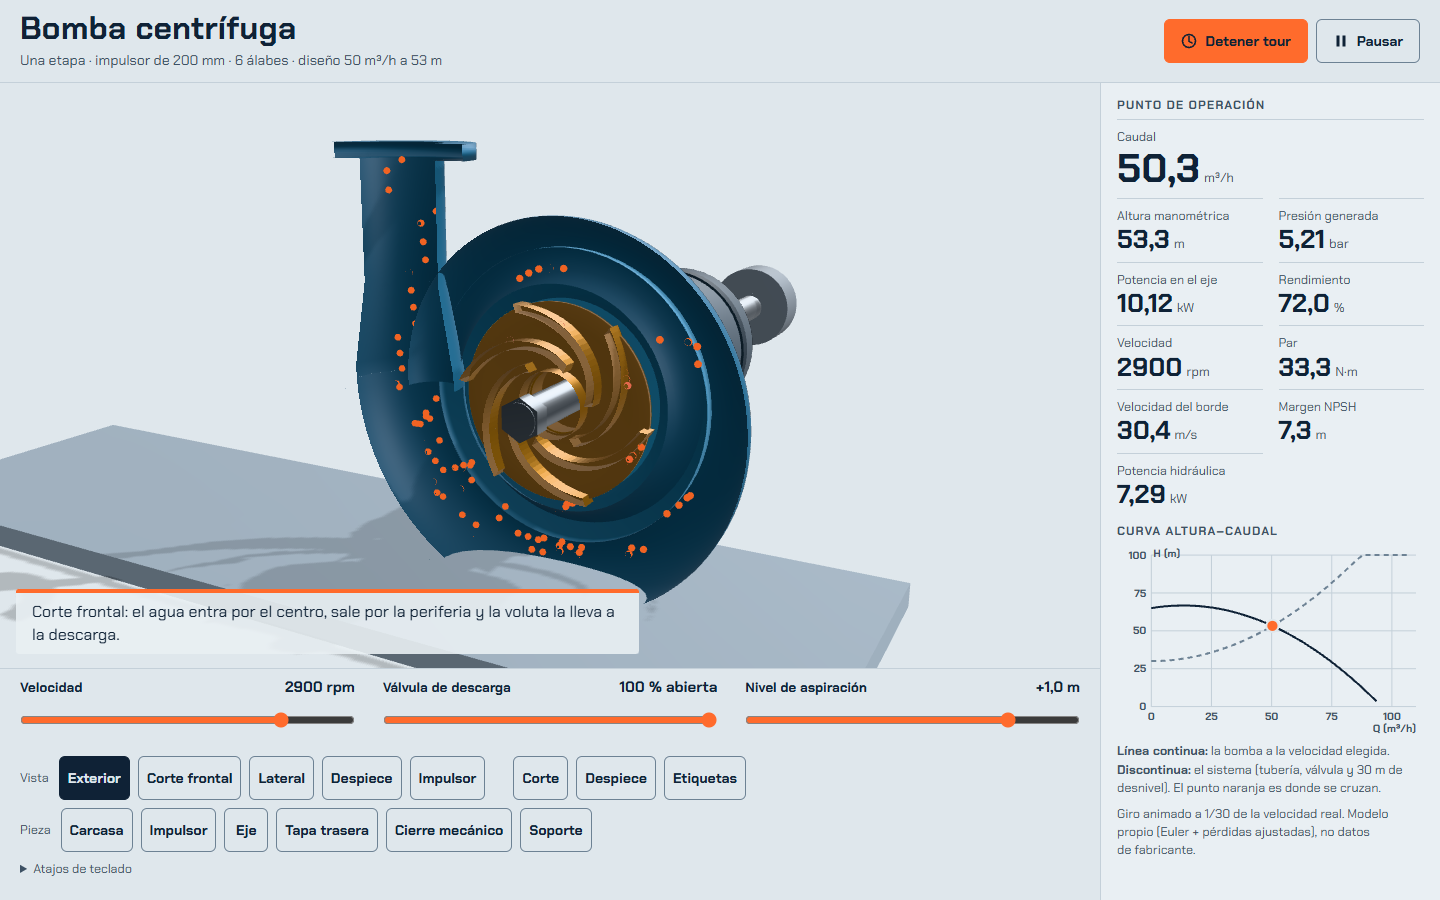 Bomba centrífuga
Una etapa · impulsor de 200 mm · 6 álabes · diseño 50 m³/h a 53 m
Detener tour
Pausar
PUNTO DE OPERACIÓN
Caudal
50,3 m³/h
Altura manométrica
53,3 m
Presión generada
5,21 bar
Potencia en el eje
10,12 kW
Rendimiento
72,0 %
Velocidad
2900 rpm
Par
33,3 N·m
Velocidad del borde
30,4 m/s
Margen NPSH
7,3 m
Potencia hidráulica
7,29 kW
CURVA ALTURA–CAUDAL
H (m)
100
75
50
25
0
0 25 50 75 100
Q (m³/h)
Línea continua: la bomba a la velocidad elegida.
Discontinua: el sistema (tubería, válvula y 30 m de
desnivel). El punto naranja es donde se cruzan.
Giro animado a 1/30 de la velocidad real. Modelo
propio (Euler + pérdidas ajustadas), no datos
de fabricante.
Corte frontal: el agua entra por el centro, sale por la periferia y la voluta la lleva a
la descarga.
Velocidad 2900 rpm
Válvula de descarga 100 % abierta
Nivel de aspiración +1,0 m
Vista Exterior Corte frontal Lateral Despiece Impulsor Corte Despiece Etiquetas
Pieza Carcasa Impulsor Eje Tapa trasera Cierre mecánico Soporte
▶ Atajos de teclado